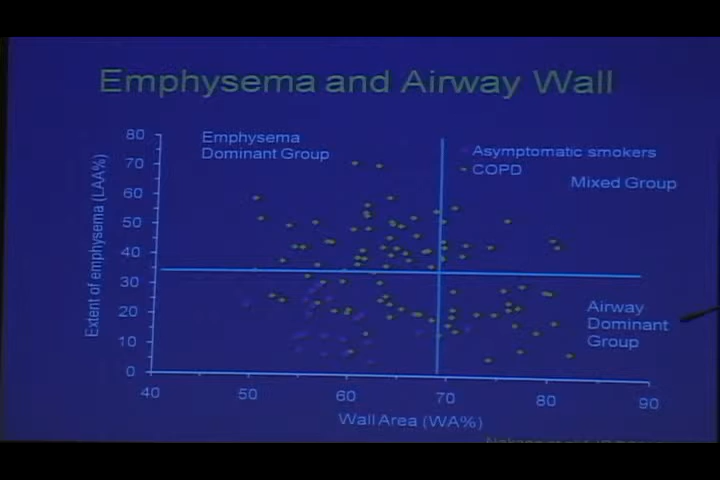 Emphysema and Airway Wall
Emphysema
Dominant Group
Asymptomatic smokers
COPD
Mixed Group
Airway
Dominant
Group
Extent of emphysema (LAA%)
80
70
60
50
40
30
20
10
0
40
50
60
70
80
90
Wall Area (WA%)